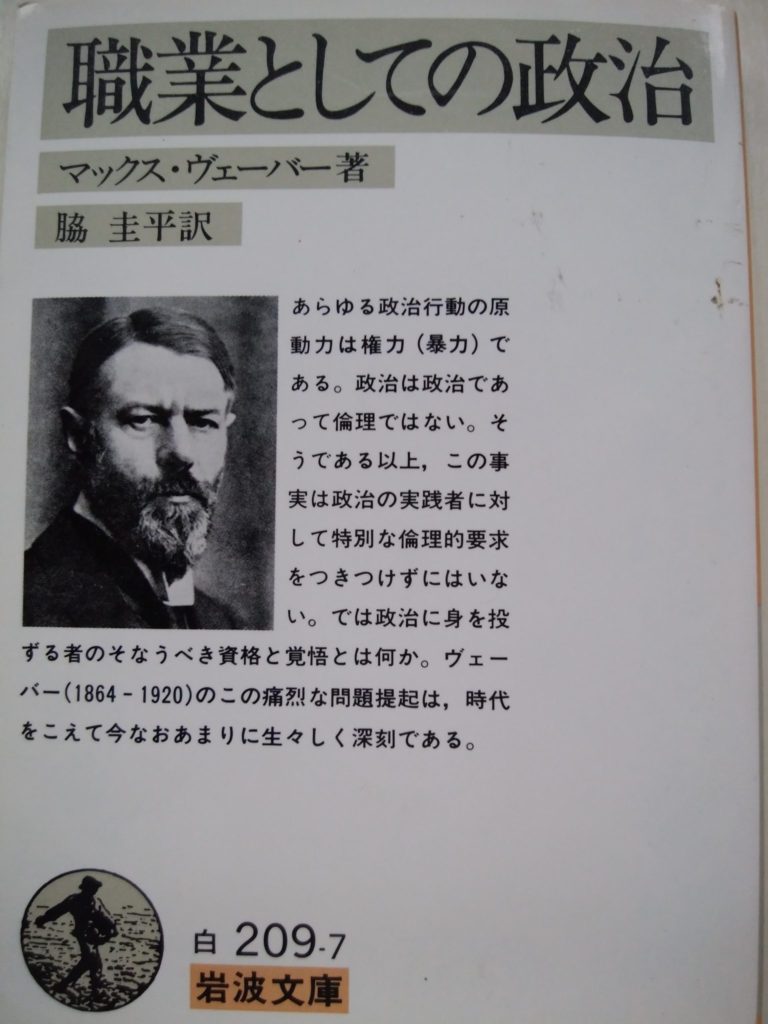 職業としての政治
マックス・ヴェーバー著
脇 圭平訳
あらゆる政治行動の原
動力は権力(暴力)で
ある。政治は政治であ
って倫理ではない。そ
うである以上，この事
実は政治の実践者に対
して特別な倫理的要求
をつきつけずにはいな
い。では政治に身を投
ずる者のそなうべき資格と覚悟とは何か。ヴェー
バー(1864－1920)のこの痛烈な問題提起は，時代
をこえて今なおあまりに生々しく深刻である。
白 209-7
岩波文庫